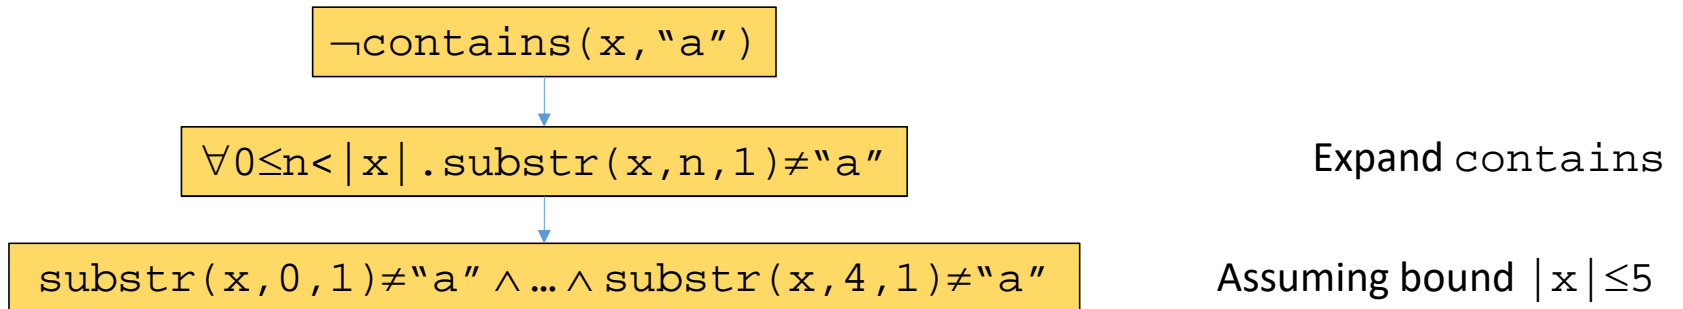 ¬contains(x,“a”)
∀0≤n<|x|.substr(x,n,1)≠“a” Expand contains
substr(x,0,1)≠“a” ∧ … ∧ substr(x,4,1)≠“a” Assuming bound |x|≤5